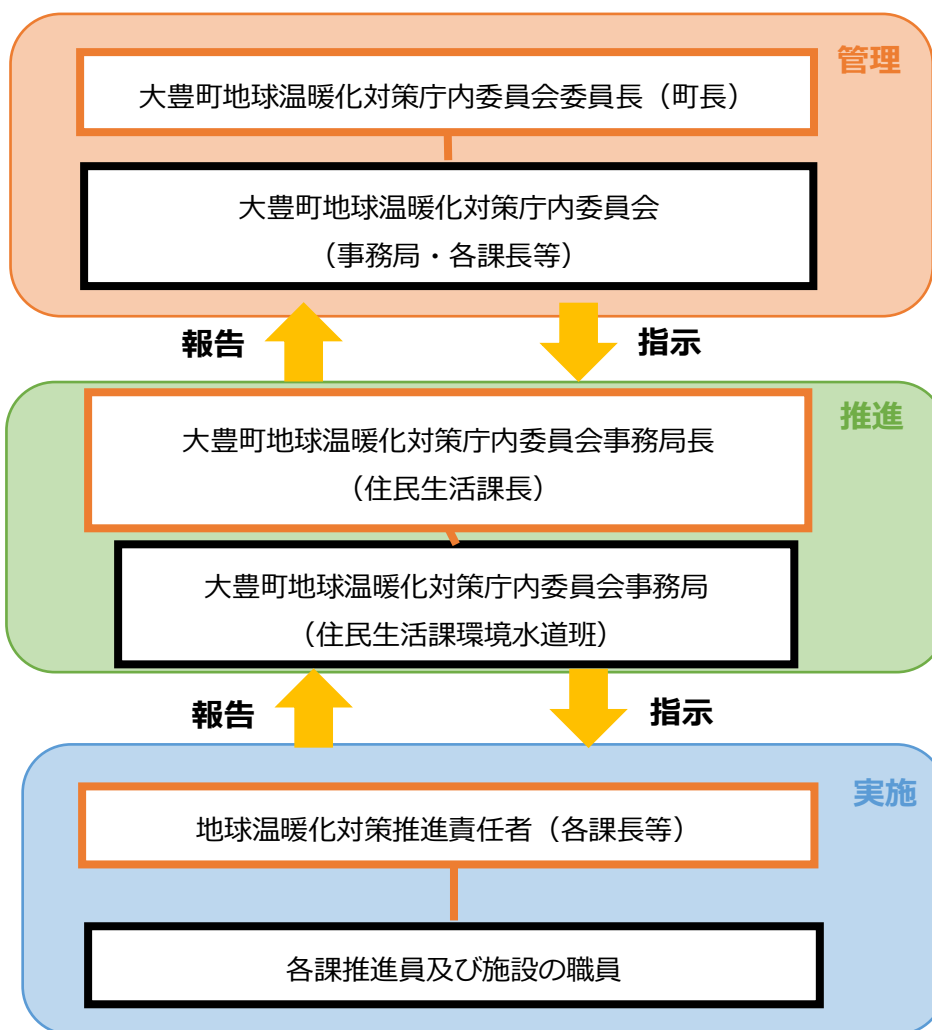 管理
大豊町地球温暖化対策庁内委員会委員長（町長）
大豊町地球温暖化対策庁内委員会
（事務局・各課長等）
報告
指示
推進
大豊町地球温暖化対策庁内委員会事務局長
（住民生活課長）
大豊町地球温暖化対策庁内委員会事務局
（住民生活課環境水道班）
報告
指示
実施
地球温暖化対策推進責任者（各課長等）
各課推進員及び施設の職員